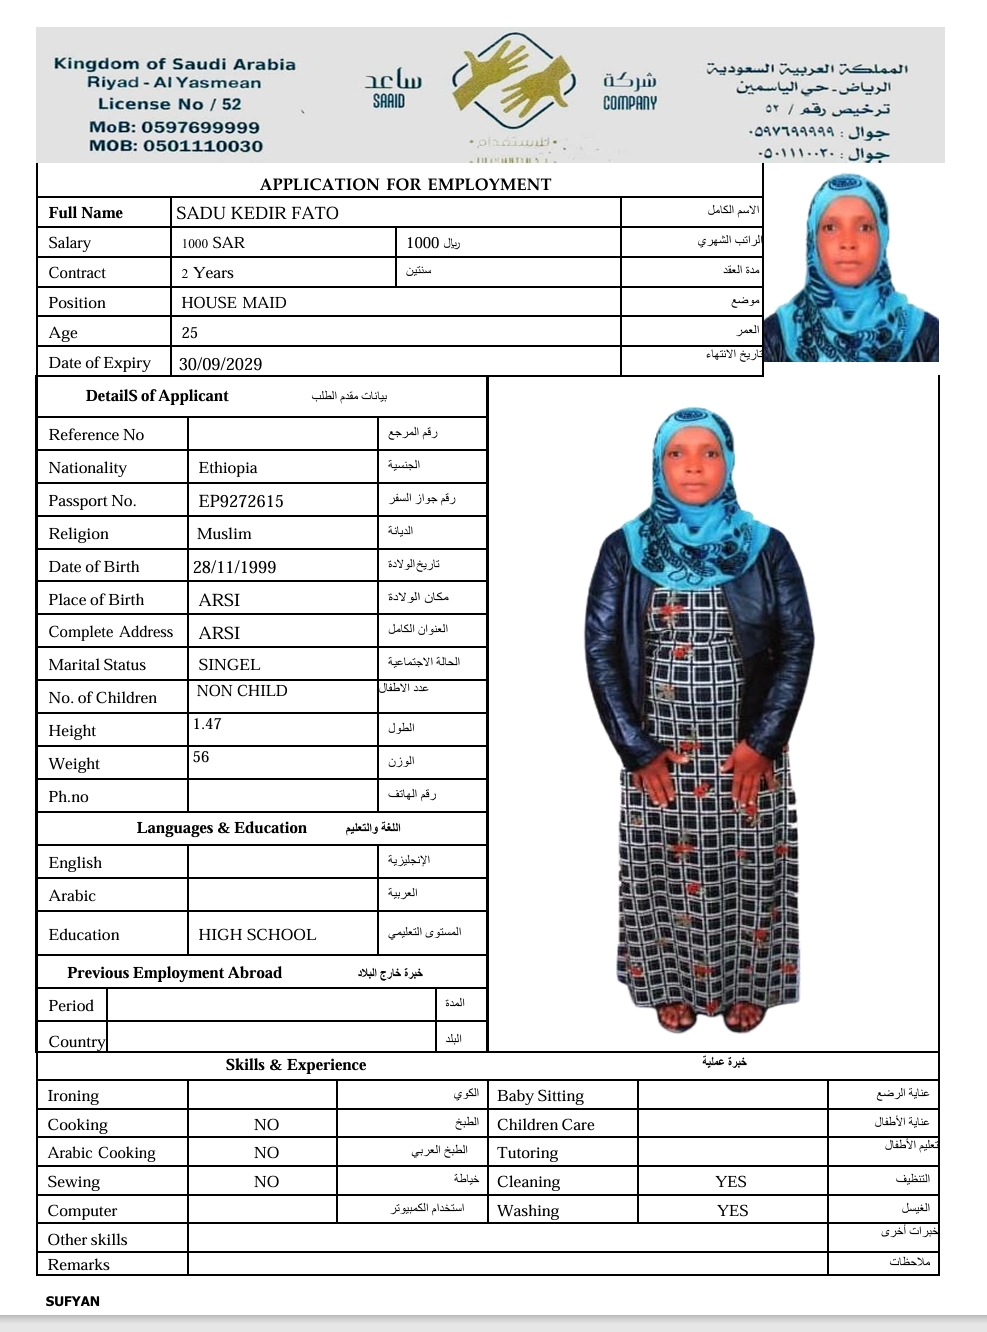 Kingdom of Saudi Arabia
Riyad - Al Yasmean
License No / 52
MoB: 0597699999
MOB: 0501110030
ساعد
SAAID
شركة
COMPANY
للاستقدام
المملكة العربية السعودية
الرياض - حي الياسمين
ترخيص رقم / ٥٢
جوال : ٠٥٩٧٦٩٩٩٩٩
جوال : ٠٥٠١١١٠٠٣٠
APPLICATION FOR EMPLOYMENT
Full Name SADU KEDIR FATO الاسم الكامل
Salary 1000 SAR 1000 ريال الراتب الشهري
Contract 2 Years سنتين مدة العقد
Position HOUSE MAID موضع
Age 25 العمر
Date of Expiry 30/09/2029 تاريخ الانتهاء
DetailS of Applicant بيانات مقدم الطلب
Reference No رقم المرجع
Nationality Ethiopia الجنسية
Passport No. EP9272615 رقم جواز السفر
Religion Muslim الديانة
Date of Birth 28/11/1999 تاريخ الولادة
Place of Birth ARSI مكان الولادة
Complete Address ARSI العنوان الكامل
Marital Status SINGEL الحالة الاجتماعية
No. of Children NON CHILD عدد الاطفال
Height 1.47 الطول
Weight 56 الوزن
Ph.no رقم الهاتف
Languages & Education اللغة والتعليم
English الإنجليزية
Arabic العربية
Education HIGH SCHOOL المستوى التعليمي
Previous Employment Abroad خبرة خارج البلاد
Period المدة
Country البلد
Skills & Experience خبرة عملية
Ironing الكوي Baby Sitting عناية الرضع
Cooking NO الطبخ Children Care عناية الأطفال
Arabic Cooking NO الطبخ العربي Tutoring تعليم الأطفال
Sewing NO خياطة Cleaning YES التنظيف
Computer استخدام الكمبيوتر Washing YES الغيسل
Other skills خبرات أخرى
Remarks ملاحظات
SUFYAN